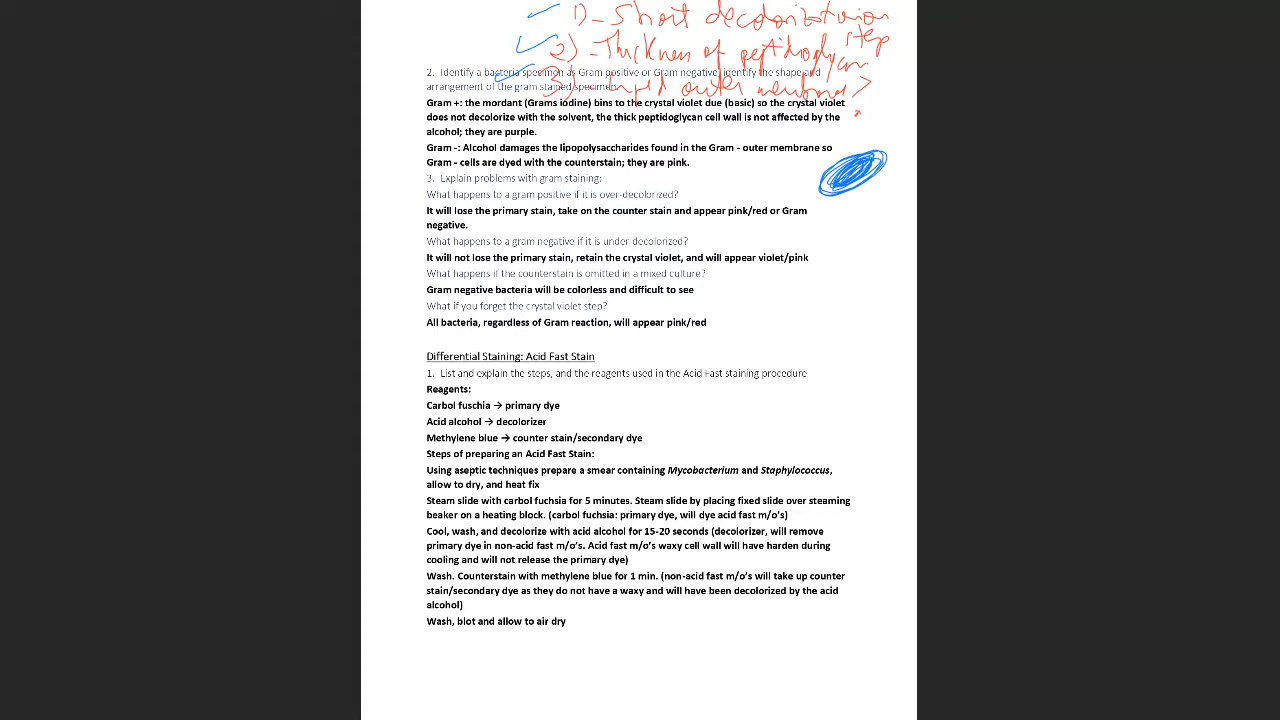 1) - Short decolorization
step
2) - Thickness of peptidoglycan
2. Identify a bacteria specimen as Gram positive or Gram negative, identify the shape and
3) - Lipid outer membrane >
arrangement of the gram stained specimen.
Gram +: the mordant (Grams iodine) bins to the crystal violet due (basic) so the crystal violet
does not decolorize with the solvent, the thick peptidoglycan cell wall is not affected by the
alcohol; they are purple.
Gram -: Alcohol damages the lipopolysaccharides found in the Gram - outer membrane so
Gram - cells are dyed with the counterstain; they are pink.
3. Explain problems with gram staining:
What happens to a gram positive if it is over-decolorized?
It will lose the primary stain, take on the counter stain and appear pink/red or Gram
negative.
What happens to a gram negative if it is under decolorized?
It will not lose the primary stain, retain the crystal violet, and will appear violet/pink
What happens if the counterstain is omitted in a mixed culture?
Gram negative bacteria will be colorless and difficult to see
What if you forget the crystal violet step?
All bacteria, regardless of Gram reaction, will appear pink/red
Differential Staining: Acid Fast Stain
1. List and explain the steps, and the reagents used in the Acid Fast staining procedure
Reagents:
Carbol fuschia → primary dye
Acid alcohol → decolorizer
Methylene blue → counter stain/secondary dye
Steps of preparing an Acid Fast Stain:
Using aseptic techniques prepare a smear containing Mycobacterium and Staphylococcus,
allow to dry, and heat fix
Steam slide with carbol fuchsia for 5 minutes. Steam slide by placing fixed slide over steaming
beaker on a heating block. (carbol fuchsia: primary dye, will dye acid fast m/o's)
Cool, wash, and decolorize with acid alcohol for 15-20 seconds (decolorizer, will remove
primary dye in non-acid fast m/o's. Acid fast m/o's waxy cell wall will have harden during
cooling and will not release the primary dye)
Wash. Counterstain with methylene blue for 1 min. (non-acid fast m/o's will take up counter
stain/secondary dye as they do not have a waxy and will have been decolorized by the acid
alcohol)
Wash, blot and allow to air dry